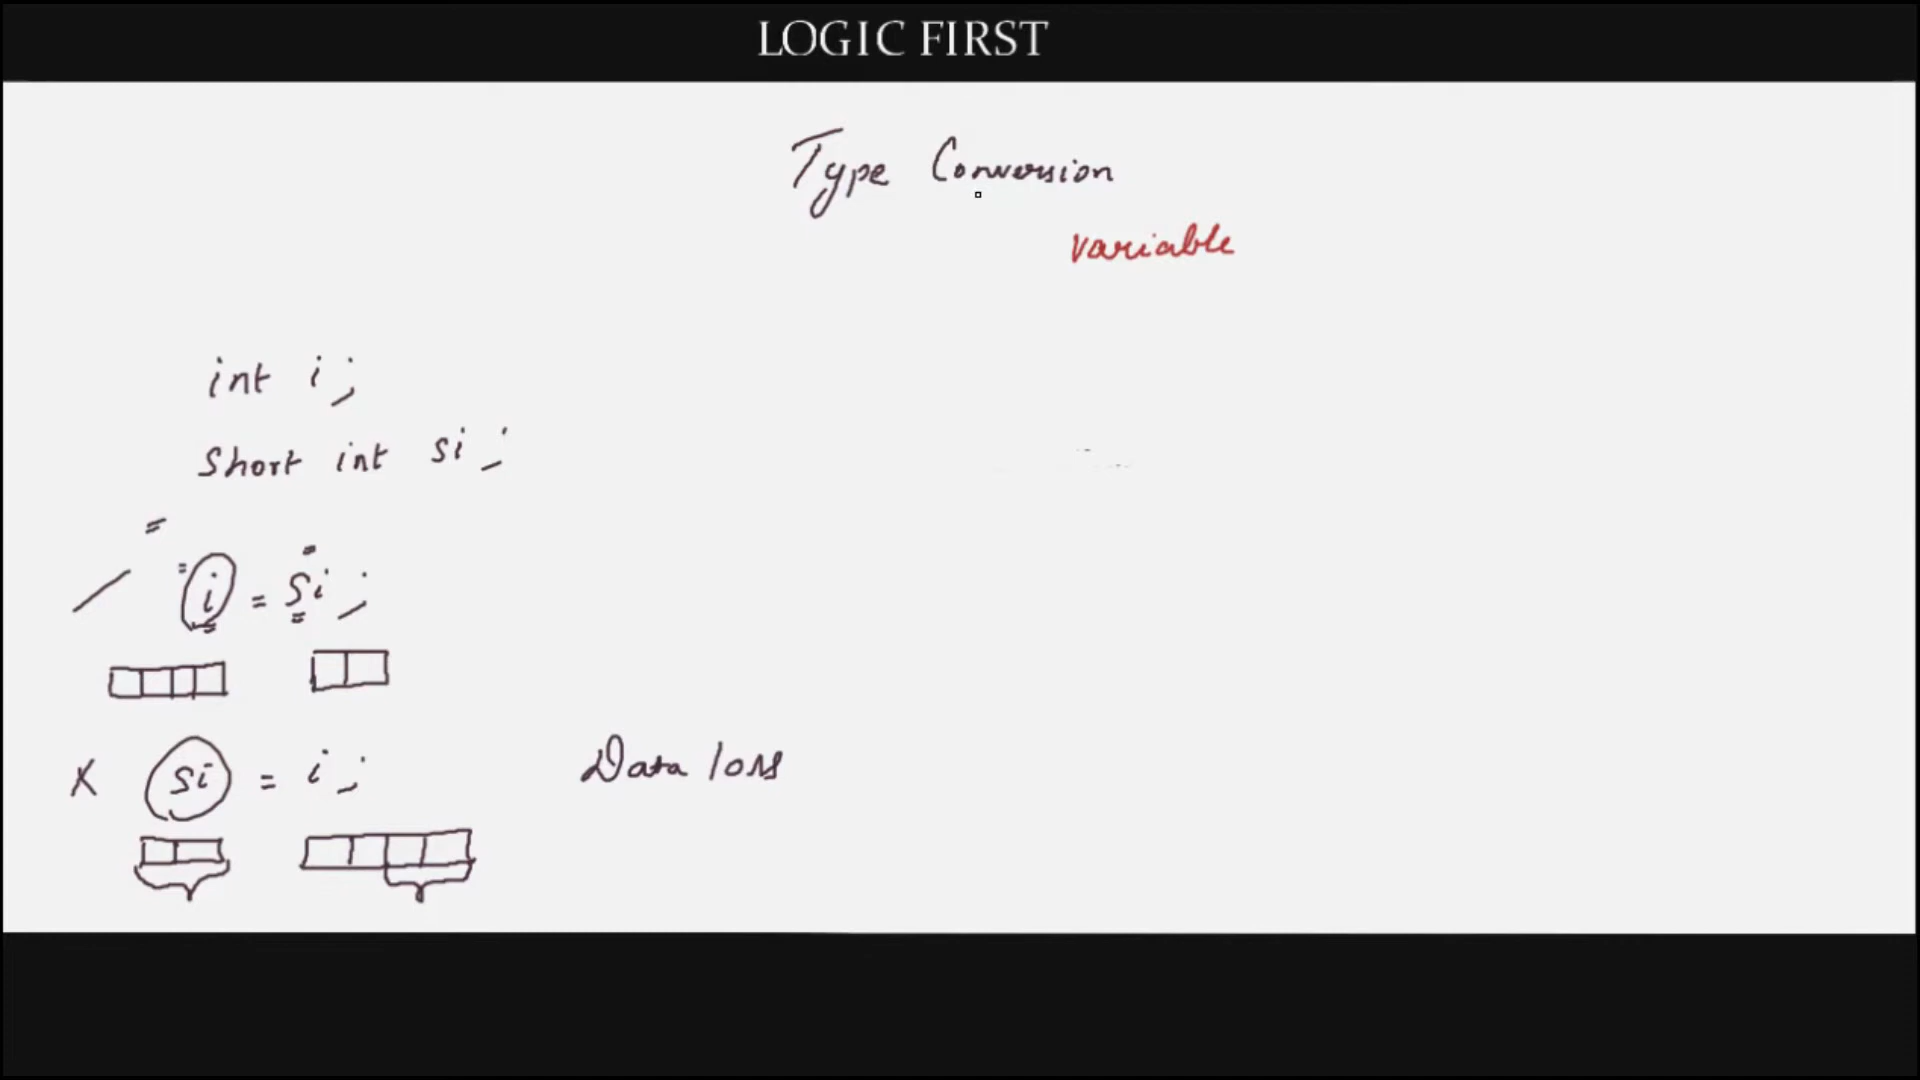 LOGIC FIRST
Type Conversion
variable
int i;
Short int si;
i = Si;
X si = i;
Data loss